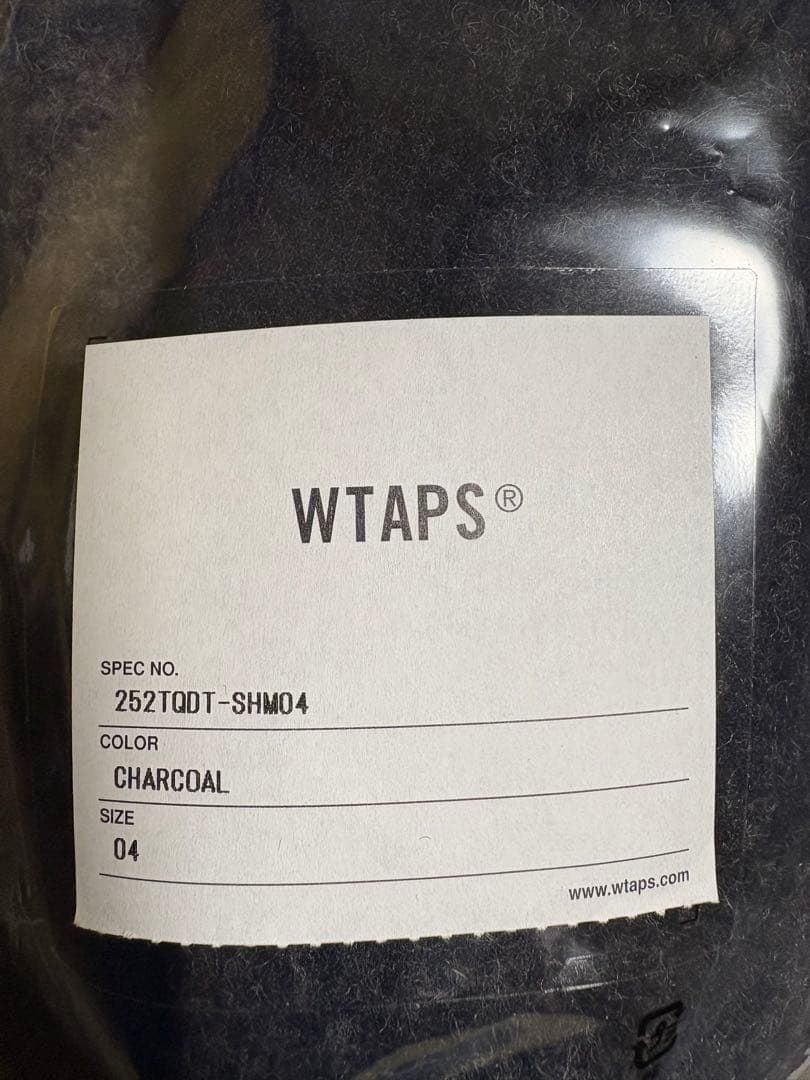 WTAPS®
SPEC NO.
252TQDT-SHM04
COLOR
CHARCOAL
SIZE
04
www.wtaps.com